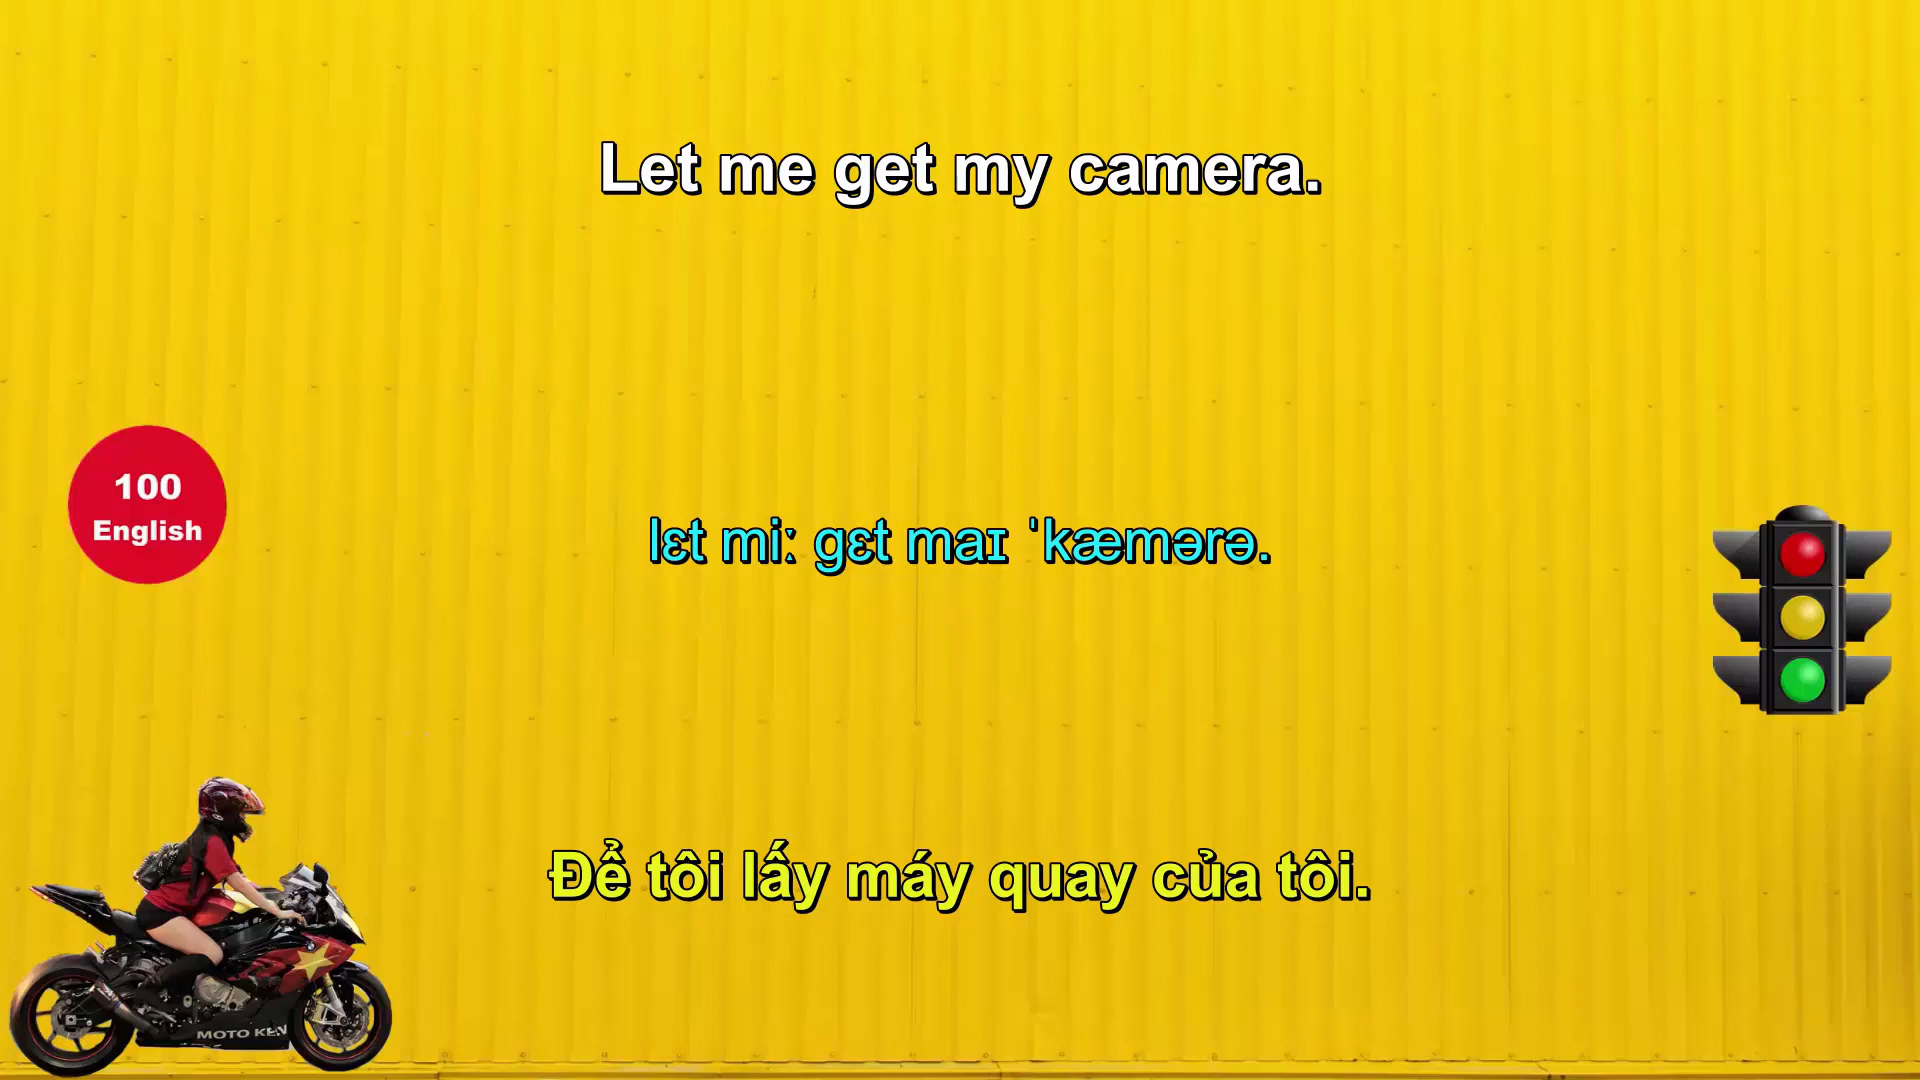 Let me get my camera.
100
English
lɛt miː gɛt maɪ ˈkæmərə.
Để tôi lấy máy quay của tôi.
MOTO KEN